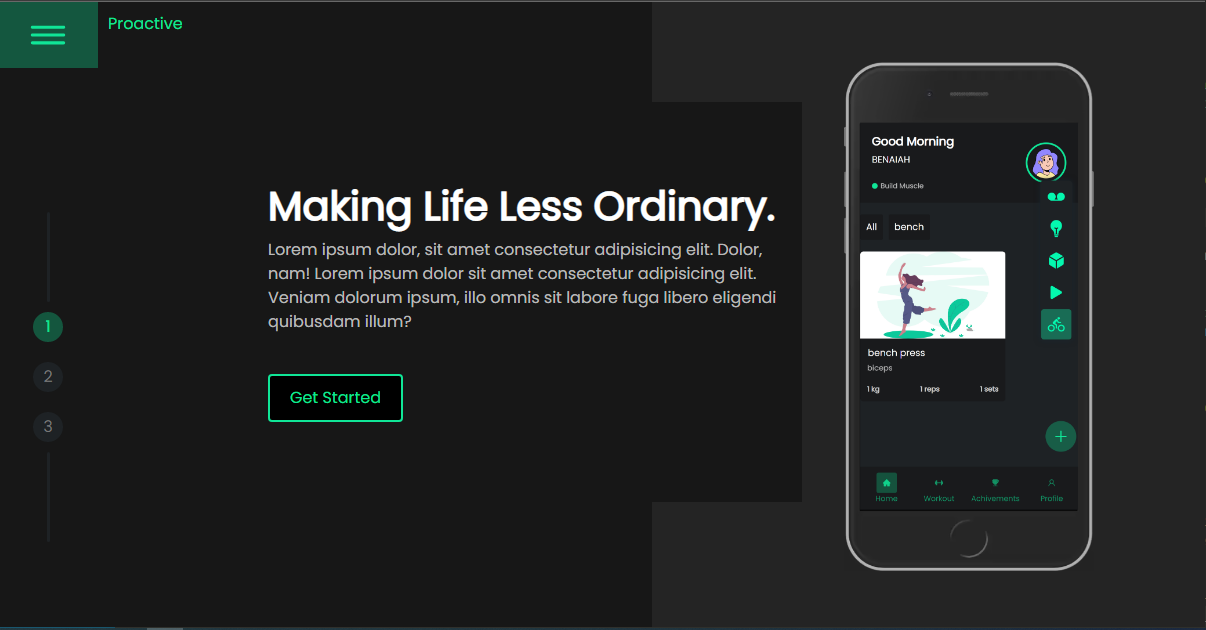 Proactive
Making Life Less Ordinary.
Lorem ipsum dolor, sit amet consectetur adipisicing elit. Dolor,
nam! Lorem ipsum dolor sit amet consectetur adipisicing elit.
Veniam dolorum ipsum, illo omnis sit labore fuga libero eligendi
quibusdam illum?
Get Started
1
2
3
Good Morning
BENAIAH
Build Muscle
All bench
bench press
biceps
1 kg 1 reps 1 sets
Home Workout Achivements Profile